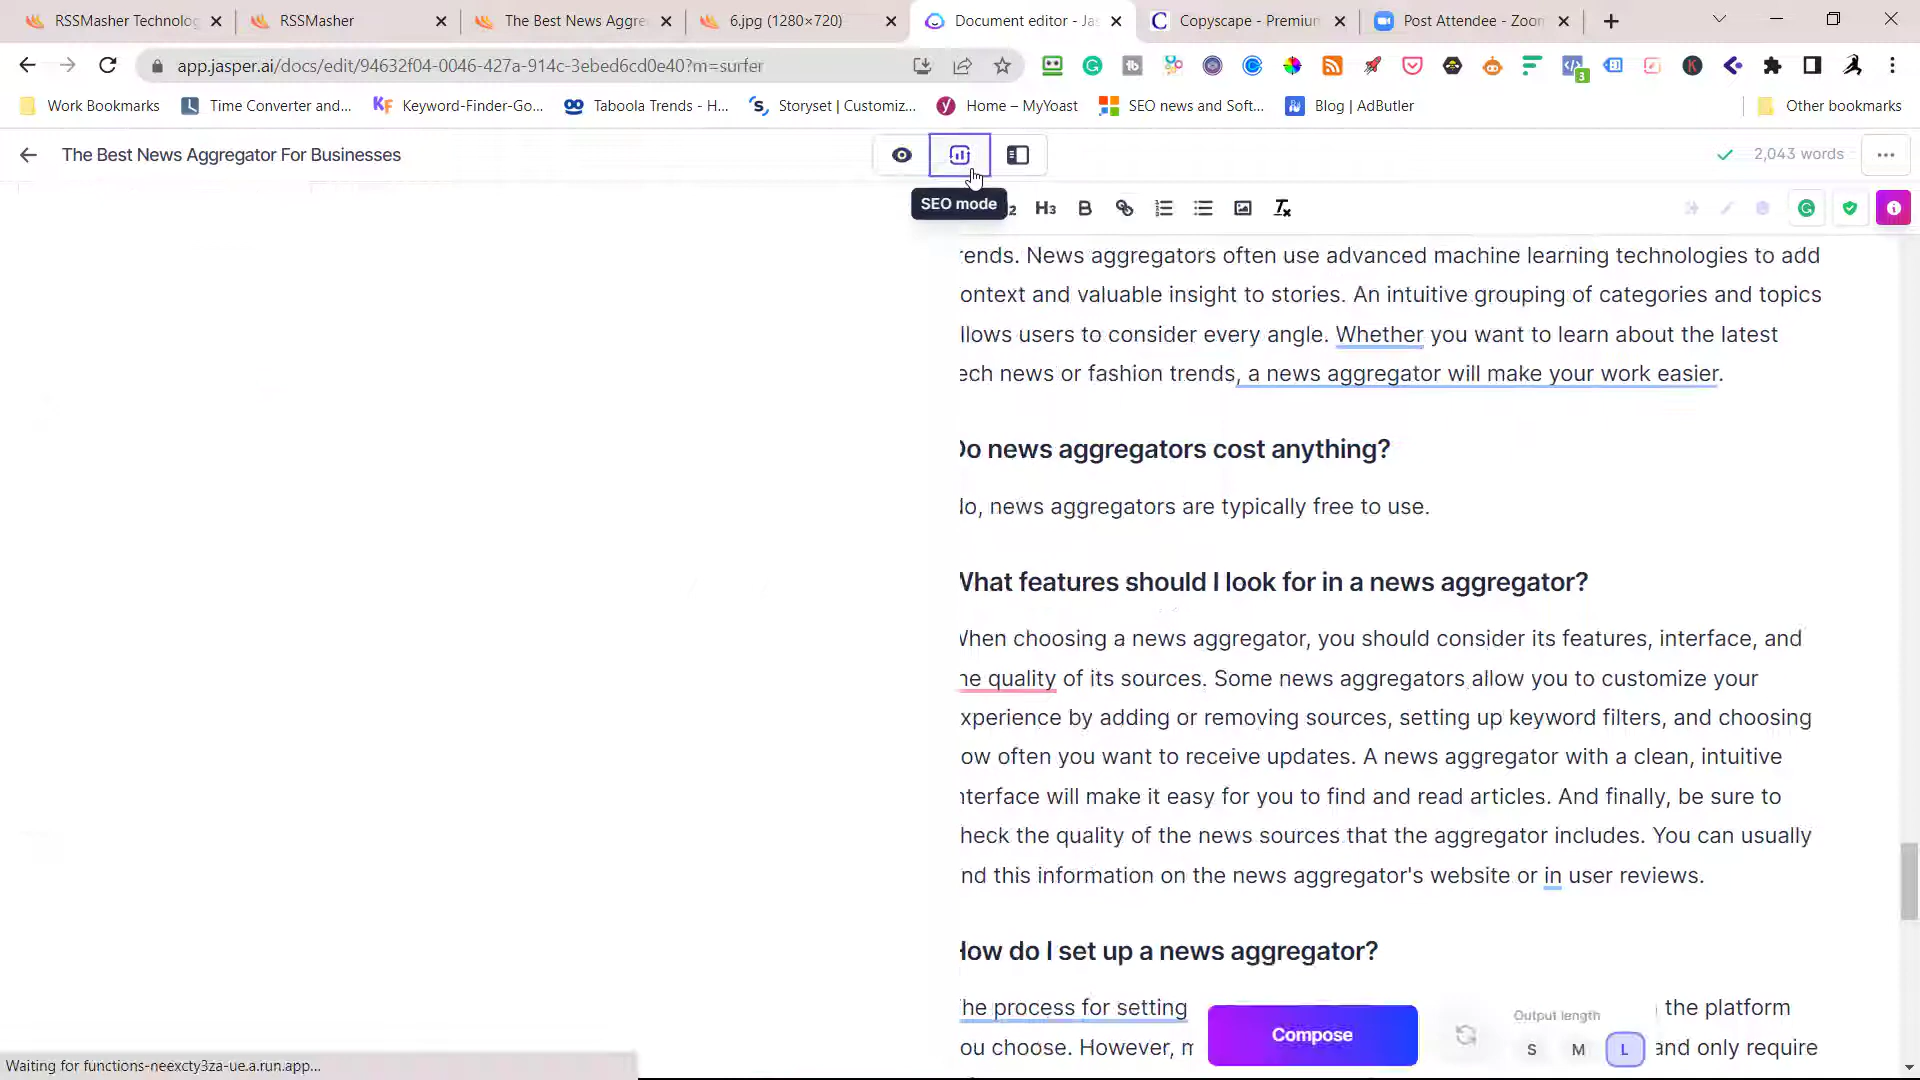 RSSMasher Technolog
RSSMasher
The Best News Aggre
6.jpg (1280×720)
Document editor - Jas
Copyscape - Premium
Post Attendee - Zoom
app.jasper.ai/docs/edit/94632f04-0046-427a-914c-3ebed6cd0e40?m=surfer
3
Work Bookmarks
Time Converter and...
Keyword-Finder-Go...
Taboola Trends - H...
Storyset | Customiz...
Home – MyYoast
SEO news and Soft...
Blog | AdButler
Other bookmarks
The Best News Aggregator For Businesses
2,043 words
SEO mode
H3
B
rends. News aggregators often use advanced machine learning technologies to add
ontext and valuable insight to stories. An intuitive grouping of categories and topics
llows users to consider every angle. Whether you want to learn about the latest
ech news or fashion trends, a news aggregator will make your work easier.
Do news aggregators cost anything?
No, news aggregators are typically free to use.
What features should I look for in a news aggregator?
When choosing a news aggregator, you should consider its features, interface, and
he quality of its sources. Some news aggregators allow you to customize your
xperience by adding or removing sources, setting up keyword filters, and choosing
ow often you want to receive updates. A news aggregator with a clean, intuitive
nterface will make it easy for you to find and read articles. And finally, be sure to
heck the quality of the news sources that the aggregator includes. You can usually
nd this information on the news aggregator's website or in user reviews.
How do I set up a news aggregator?
The process for setting
the platform
ou choose. However, m
and only require
Compose
Output length
S
M
L
Waiting for functions-neexcty3za-ue.a.run.app...